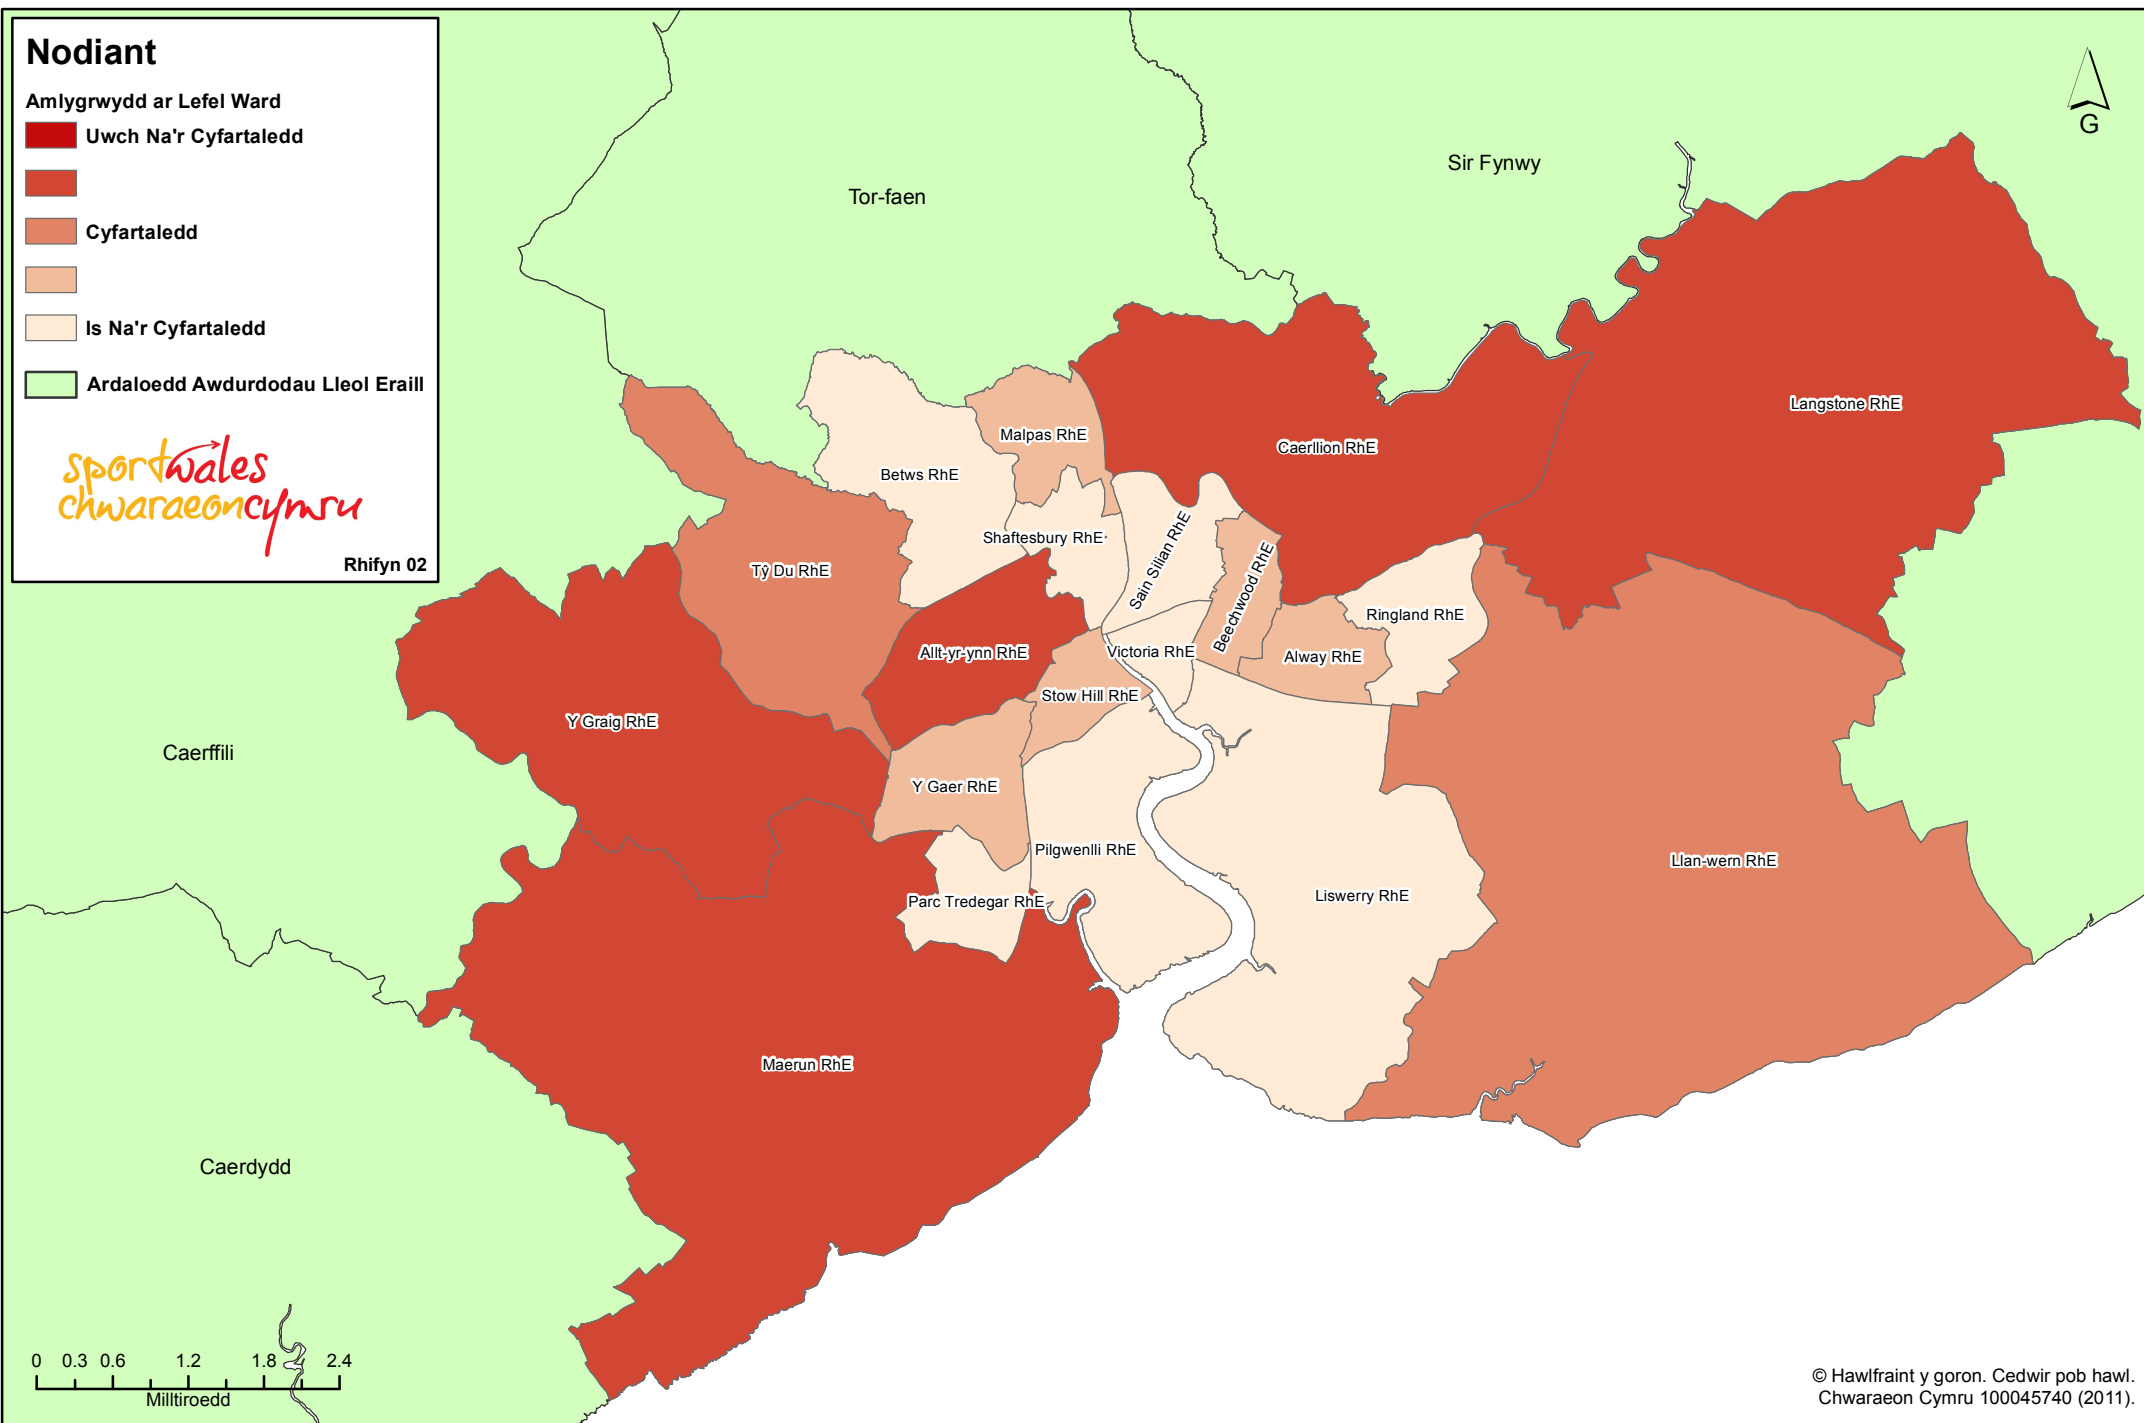 Nodiant
Amlygrwydd ar Lefel Ward
Uwch Na'r Cyfartaledd
Cyfartaledd
Is Na'r Cyfartaledd
Ardaloedd Awdurdodau Lleol Eraill
sportwales
chwaraeoncymru
Rhifyn 02
G
Sir Fynwy
Tor-faen
Langstone RhE
Malpas RhE
Caerllion RhE
Betws RhE
Shaftesbury RhE
Sain Silian RhE
Tŷ Du RhE
Beechwood RhE
Ringland RhE
Allt-yr-ynn RhE
Victoria RhE
Alway RhE
Stow Hill RhE
Y Graig RhE
Caerffili
Y Gaer RhE
Pilgwenlli RhE
Llan-wern RhE
Liswerry RhE
Parc Tredegar RhE
Maerun RhE
Caerdydd
0 0.3 0.6 1.2 1.8 2.4
Milltiroedd
© Hawlfraint y goron. Cedwir pob hawl.
Chwaraeon Cymru 100045740 (2011).